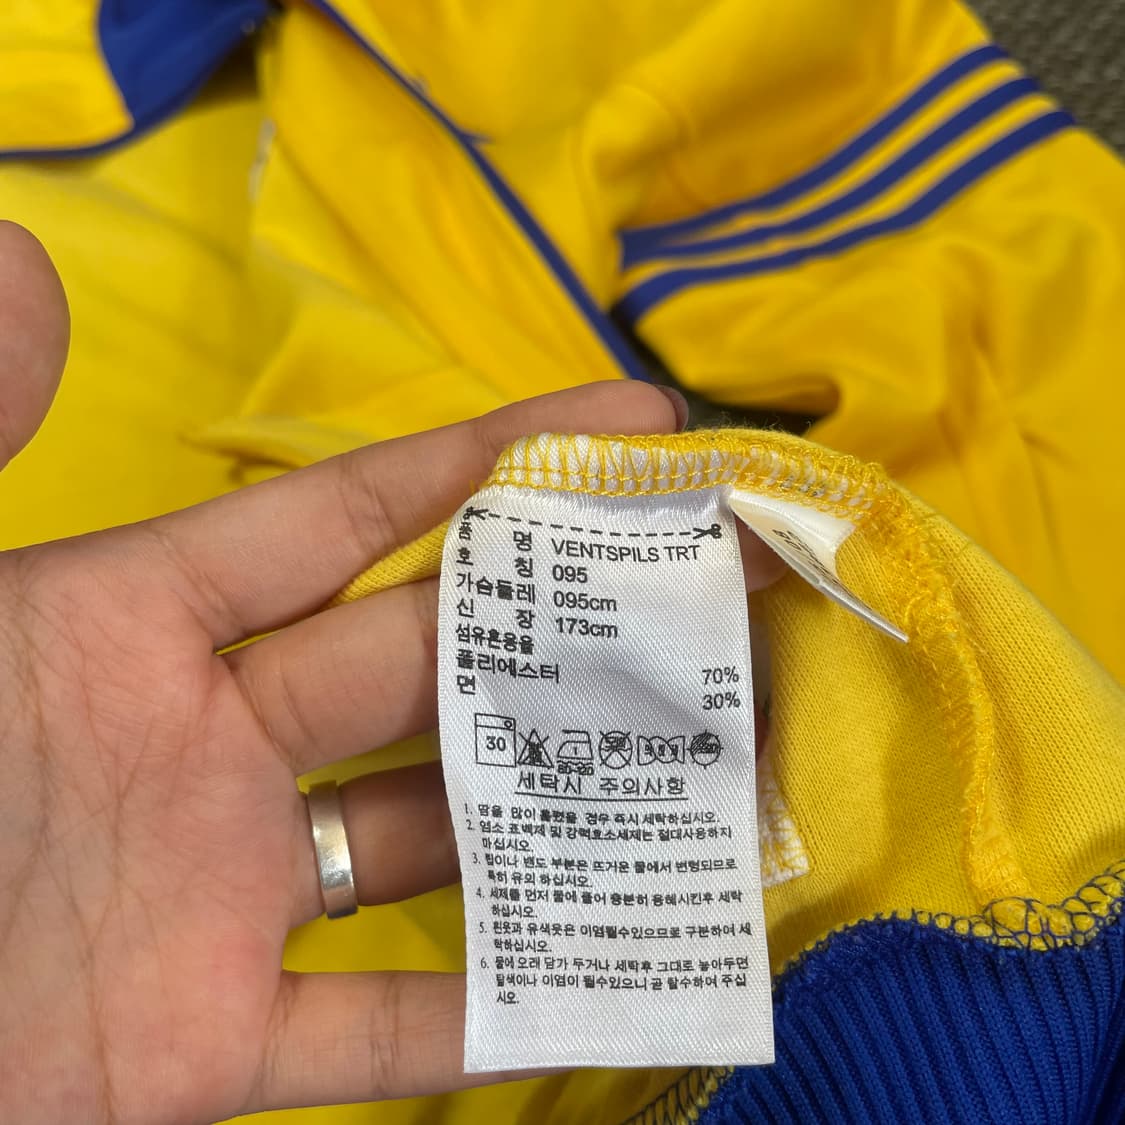 품 명 VENTSPILS TRT
호 칭 095
가슴둘레 095cm
신 장 173cm
섬유혼용율
폴리에스터 70%
면 30%
30
세탁시 주의사항
1. 땀을 많이 흘렸을 경우 즉시 세탁하십시오.
2. 염소 표백제 및 강력효소세제는 절대사용하지
마십시오.
3. 립이나 밴드 부분은 뜨거운 물에서 변형되므로
특히 유의 하십시오.
4. 세제를 먼저 물에 풀어 충분히 용해시킨후 세탁
하십시오.
5. 흰옷과 유색옷은 이염될수있으므로 구분하여 세
탁하십시오.
6. 물에 오래 담가 두거나 세탁후 그대로 놓아두면
탈색이나 이염이 될수있으니 곧 탈수하여 주십
시오.